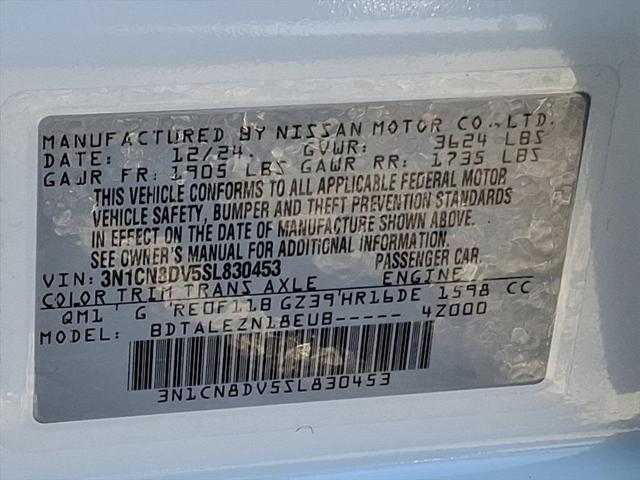 MANUFACTURED BY NISSAN MOTOR CO., LTD.
DATE: 12/24. GVWR: 3624 LBS
GAWR FR: 1905 LBS GAWR RR: 1735 LBS
THIS VEHICLE CONFORMS TO ALL APPLICABLE FEDERAL MOTOR
VEHICLE SAFETY, BUMPER AND THEFT PREVENTION STANDARDS
IN EFFECT ON THE DATE OF MANUFACTURE SHOWN ABOVE.
SEE OWNER'S MANUAL FOR ADDITIONAL INFORMATION.
VIN: 3N1CN8DV5SL830453 PASSENGER CAR.
COLOR TRIM TRANS AXLE ENGINE
QM1 G 'RE0F11B GZ39'HR16DE 1598 CC
MODEL: BDTALEZN18EUB----- 4Z000
3N1CN8DV5SL830453